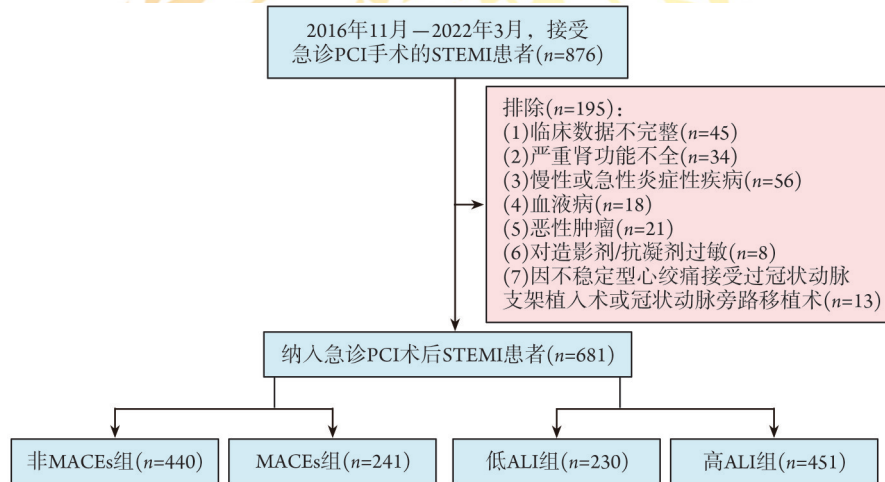 2016年11月—2022年3月，接受
急诊PCI手术的STEMI患者(n=876)
排除(n=195)：
(1)临床数据不完整(n=45)
(2)严重肾功能不全(n=34)
(3)慢性或急性炎症性疾病(n=56)
(4)血液病(n=18)
(5)恶性肿瘤(n=21)
(6)对造影剂/抗凝剂过敏(n=8)
(7)因不稳定型心绞痛接受过冠状动脉
支架植入术或冠状动脉旁路移植术(n=13)
纳入急诊PCI术后STEMI患者(n=681)
非MACEs组(n=440)
MACEs组(n=241)
低ALI组(n=230)
高ALI组(n=451)